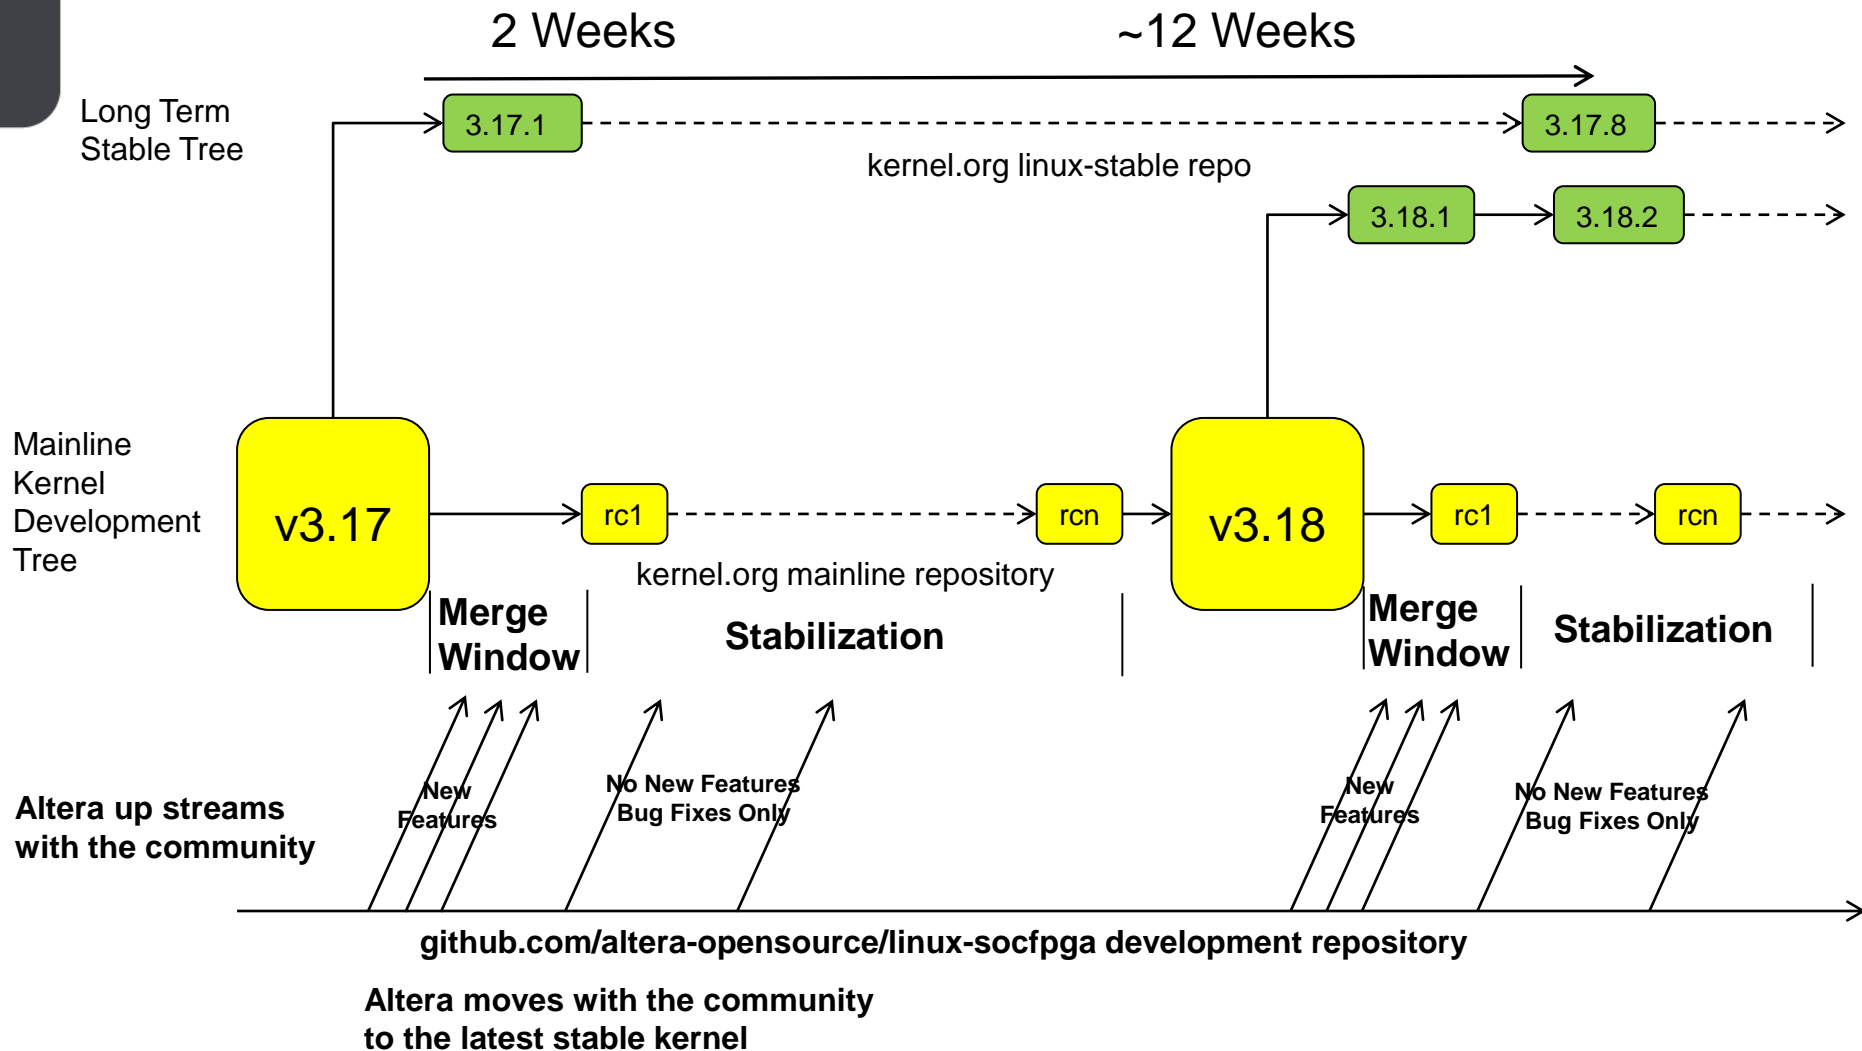 2 Weeks
~12 Weeks
Long Term
Stable Tree
3.17.1
3.17.8
kernel.org linux-stable repo
3.18.1
3.18.2
Mainline
Kernel
Development
Tree
v3.17
rc1
rcn
v3.18
rc1
rcn
kernel.org mainline repository
Merge
Window
Stabilization
Merge
Window
Stabilization
Altera up streams
with the community
New
Features
No New Features
Bug Fixes Only
New
Features
No New Features
Bug Fixes Only
github.com/altera-opensource/linux-socfpga development repository
Altera moves with the community
to the latest stable kernel